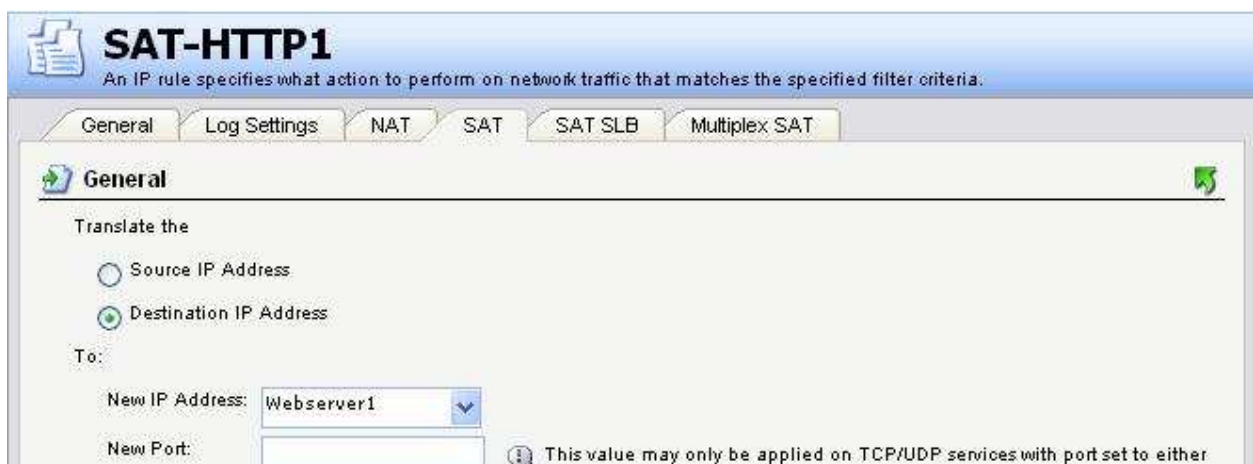 SAT-HTTP1
An IP rule specifies what action to perform on network traffic that matches the specified filter criteria.
General Log Settings NAT SAT SAT SLB Multiplex SAT
General
Translate the
Source IP Address
Destination IP Address
To:
New IP Address: Webserver1
New Port: This value may only be applied on TCP/UDP services with port set to either